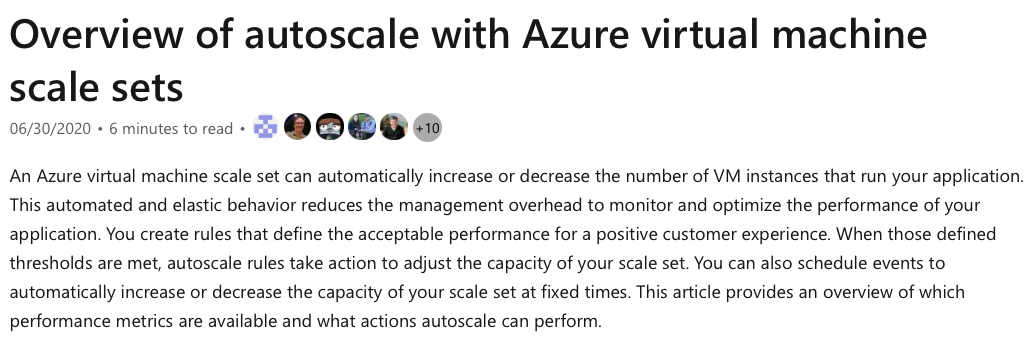 Overview of autoscale with Azure virtual machine
scale sets
06/30/2020 • 6 minutes to read • +10
An Azure virtual machine scale set can automatically increase or decrease the number of VM instances that run your application.
This automated and elastic behavior reduces the management overhead to monitor and optimize the performance of your
application. You create rules that define the acceptable performance for a positive customer experience. When those defined
thresholds are met, autoscale rules take action to adjust the capacity of your scale set. You can also schedule events to
automatically increase or decrease the capacity of your scale set at fixed times. This article provides an overview of which
performance metrics are available and what actions autoscale can perform.